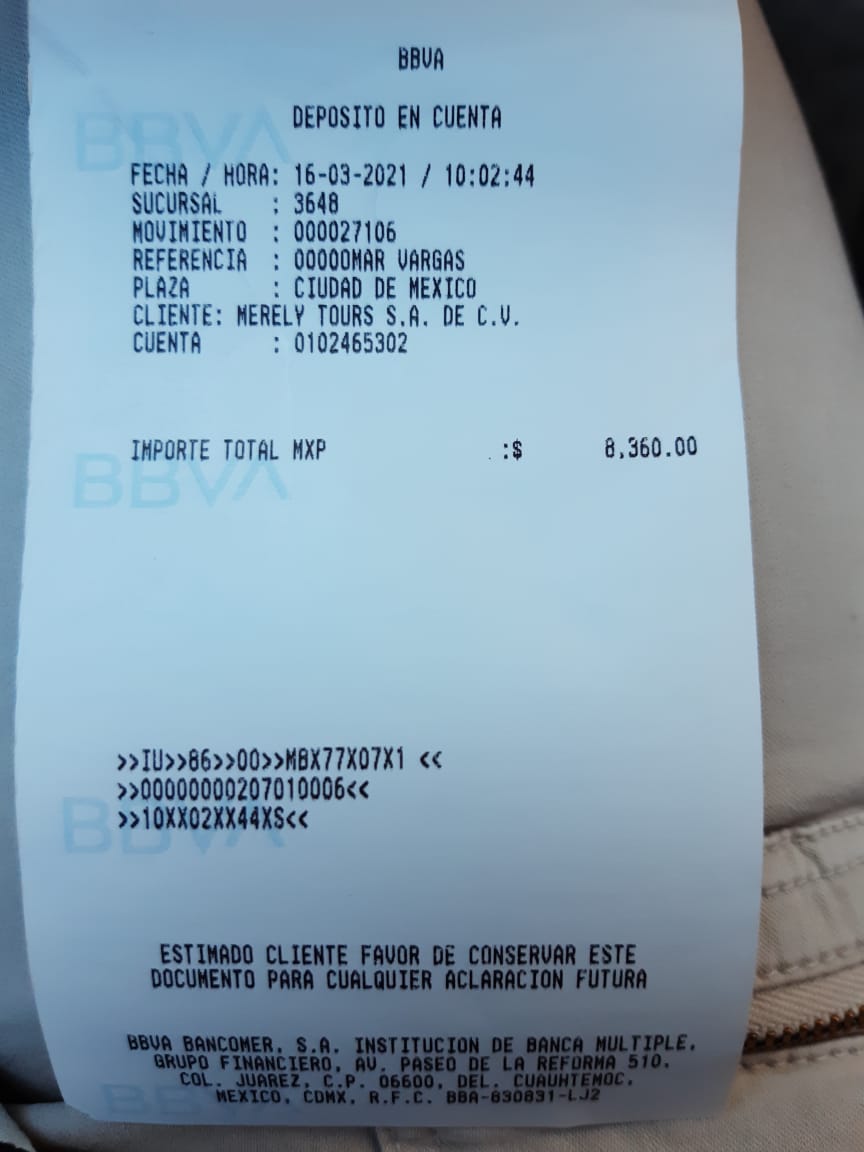 BBVA
DEPOSITO EN CUENTA
FECHA / HORA: 16-03-2021 / 10:02:44
SUCURSAL : 3648
MOVIMIENTO : 000027106
REFERENCIA : 00000MAR VARGAS
PLAZA : CIUDAD DE MEXICO
CLIENTE: MERELY TOURS S.A. DE C.V.
CUENTA : 0102465302
IMPORTE TOTAL MXP :$ 8,360.00
>>IU>>86>>00>>MBX77X07X1 <<
>>00000000207010006<<
>>10XX02XX44XS<<
ESTIMADO CLIENTE FAVOR DE CONSERVAR ESTE
DOCUMENTO PARA CUALQUIER ACLARACION FUTURA
BBVA BANCOMER, S.A. INSTITUCION DE BANCA MULTIPLE,
GRUPO FINANCIERO, AV. PASEO DE LA REFORMA 510,
COL. JUAREZ, C.P. 06600, DEL. CUAUHTEMOC,
MEXICO, CDMX, R.F.C. BBA-830831-LJ2
BBVA
BBVA
BBVA
BBVA